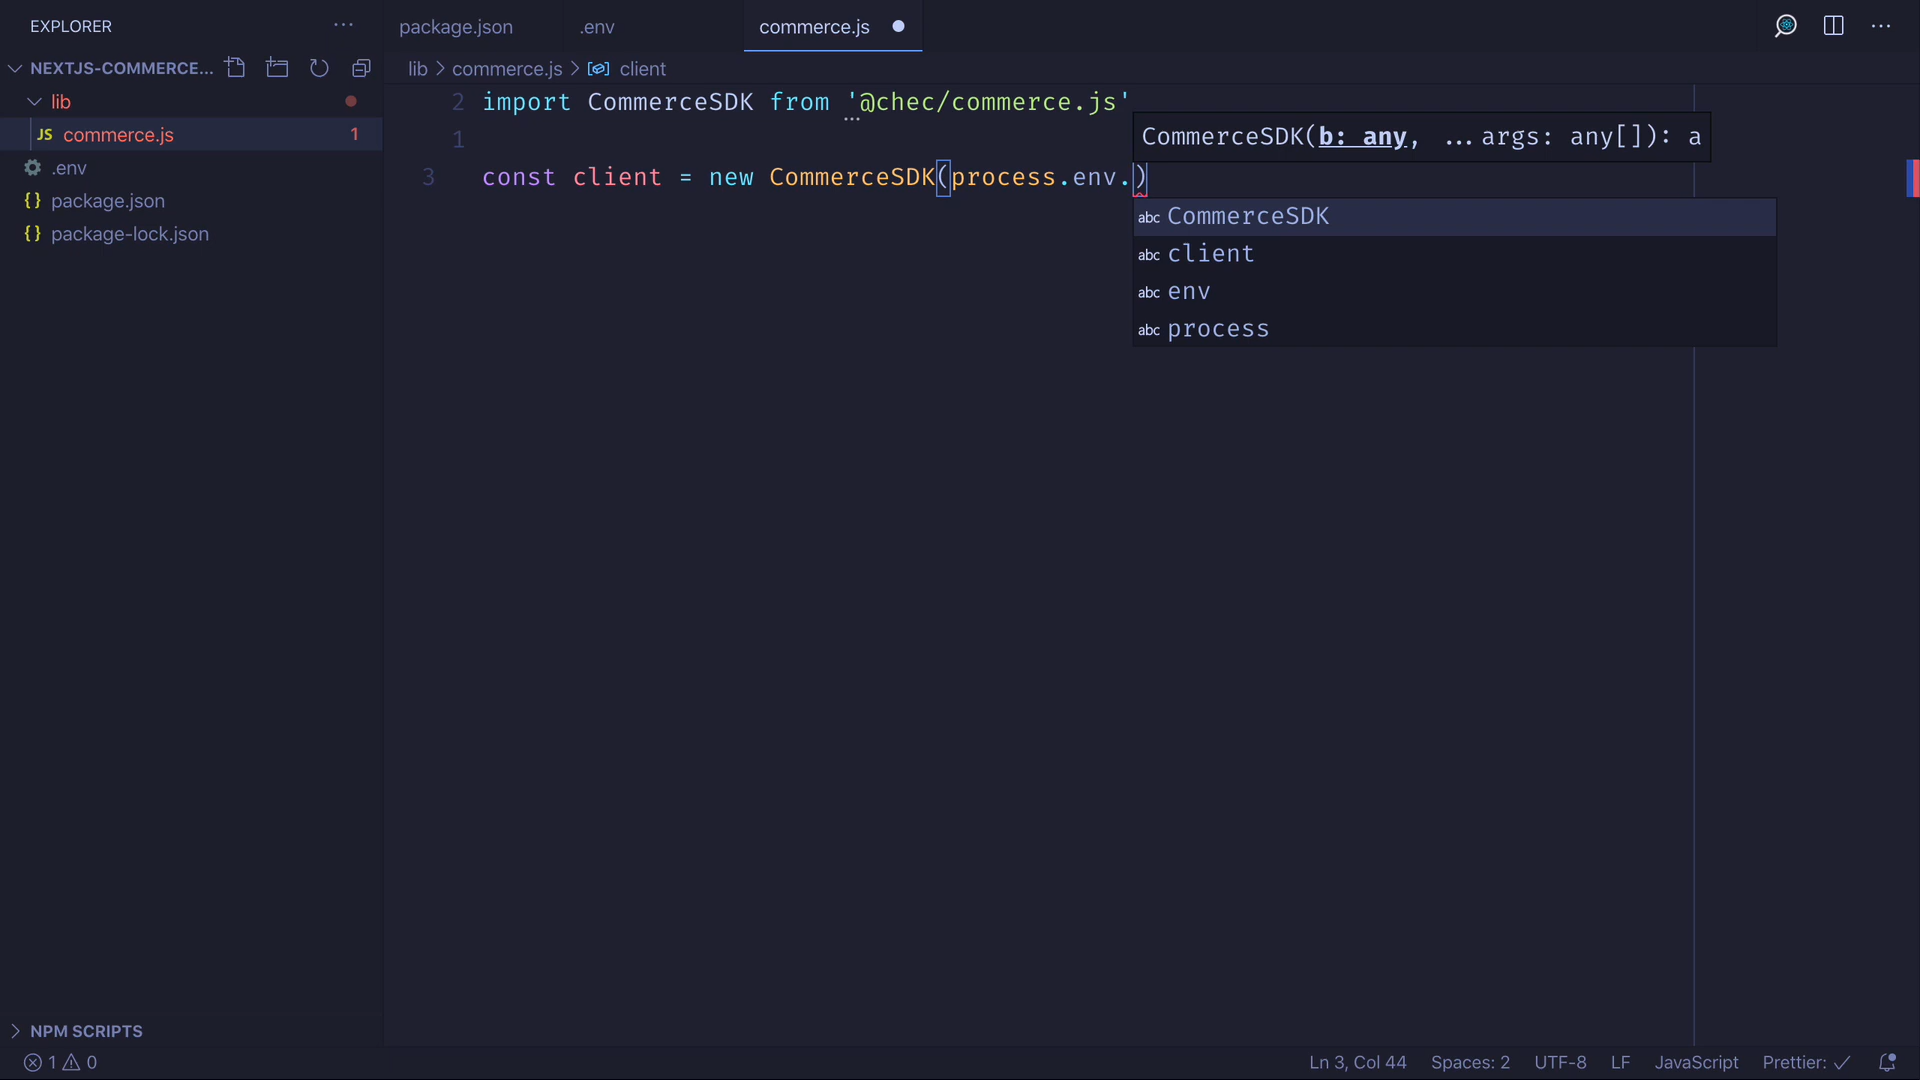 EXPLORER
NEXTJS-COMMERCE...
lib
JS commerce.js 1
.env
{} package.json
{} package-lock.json
NPM SCRIPTS
package.json .env commerce.js
lib > commerce.js > client
2 import CommerceSDK from '@chec/commerce.js'
1
3 const client = new CommerceSDK(process.env.)
CommerceSDK(b: any, ...args: any[]): a
abc CommerceSDK
abc client
abc env
abc process
1 0
Ln 3, Col 44 Spaces: 2 UTF-8 LF JavaScript Prettier: ✓